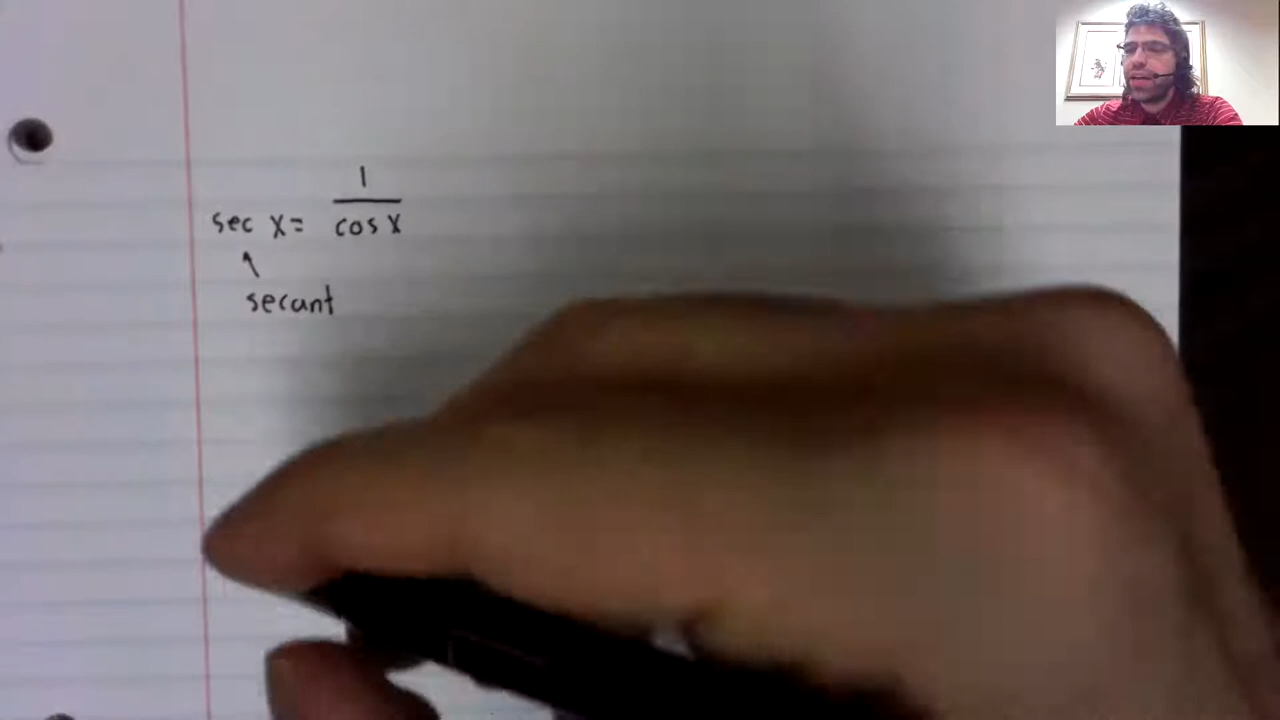 sec x = 1/cos x
secant